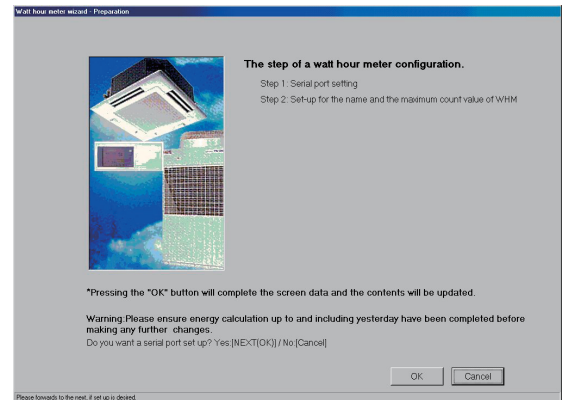 Watt hour meter wizard - Preparation
The step of a watt hour meter configuration.
Step 1: Serial port setting
Step 2: Set-up for the name and the maximum count value of WHM
*Pressing the "OK" button will complete the screen data and the contents will be updated.
Warning:Please ensure energy calculation up to and including yesterday have been completed before
making any further changes.
Do you want a serial port set up? Yes:[NEXT(OK)] / No:[Cancel]
OK Cancel
Please forwards to the next, if set up is desired.